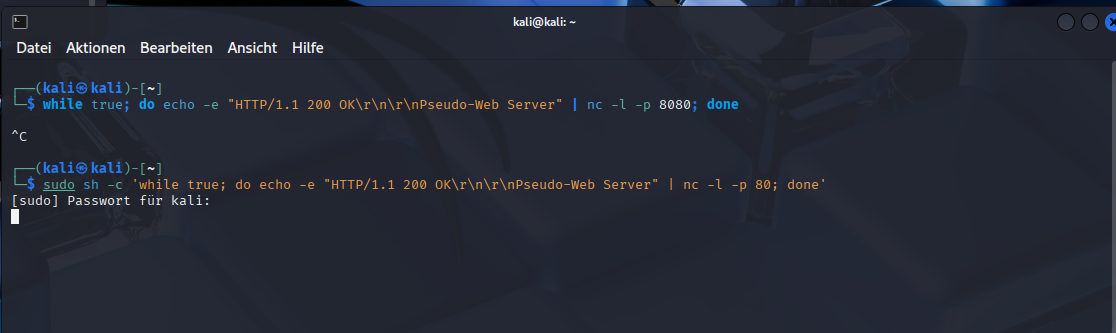 kali@kali: ~
Datei Aktionen Bearbeiten Ansicht Hilfe
┌──(kali㉿kali)-[~]
└─$ while true; do echo -e "HTTP/1.1 200 OK\r\n\r\nPseudo-Web Server" | nc -l -p 8080; done
^C
┌──(kali㉿kali)-[~]
└─$ sudo sh -c 'while true; do echo -e "HTTP/1.1 200 OK\r\n\r\nPseudo-Web Server" | nc -l -p 80; done'
[sudo] Passwort für kali: